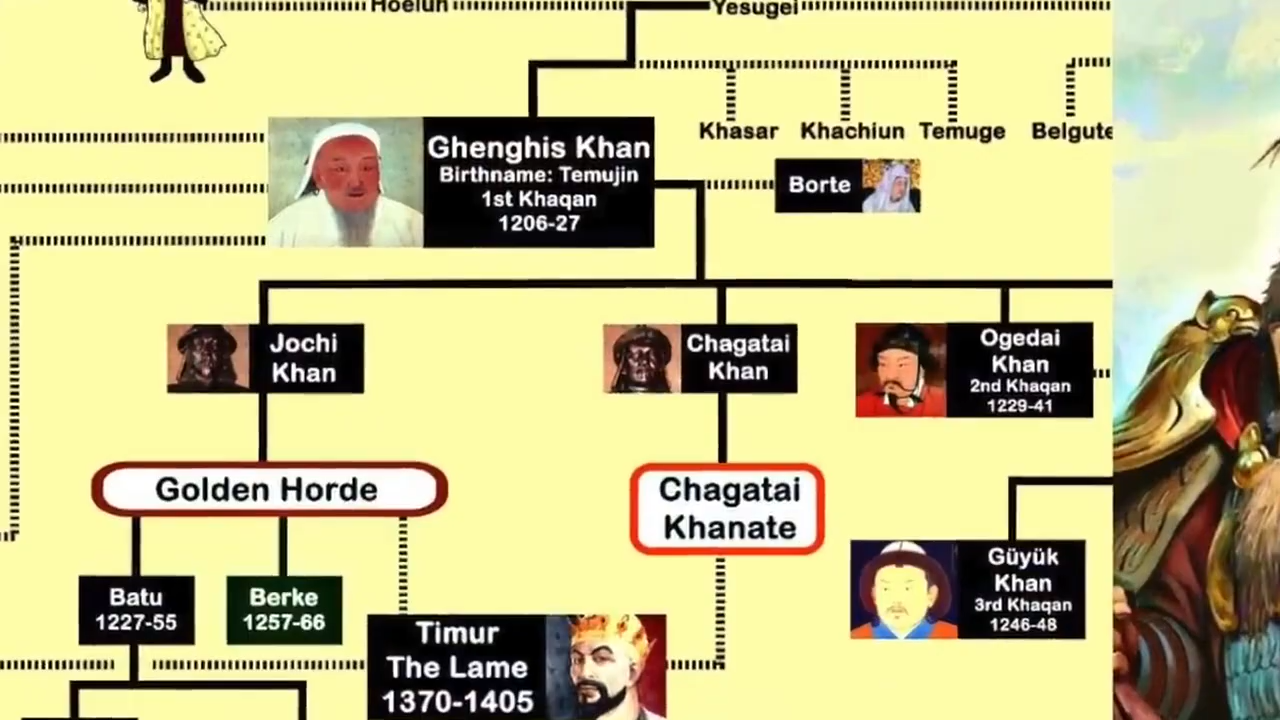 Hoelun
Yesugei
Khasar
Khachiun
Temuge
Belgute
Ghenghis Khan
Birthname: Temujin
1st Khaqan
1206-27
Borte
Jochi
Khan
Chagatai
Khan
Ogedai
Khan
2nd Khaqan
1229-41
Golden Horde
Chagatai
Khanate
Batu
1227-55
Berke
1257-66
Güyük
Khan
3rd Khaqan
1246-48
Timur
The Lame
1370-1405